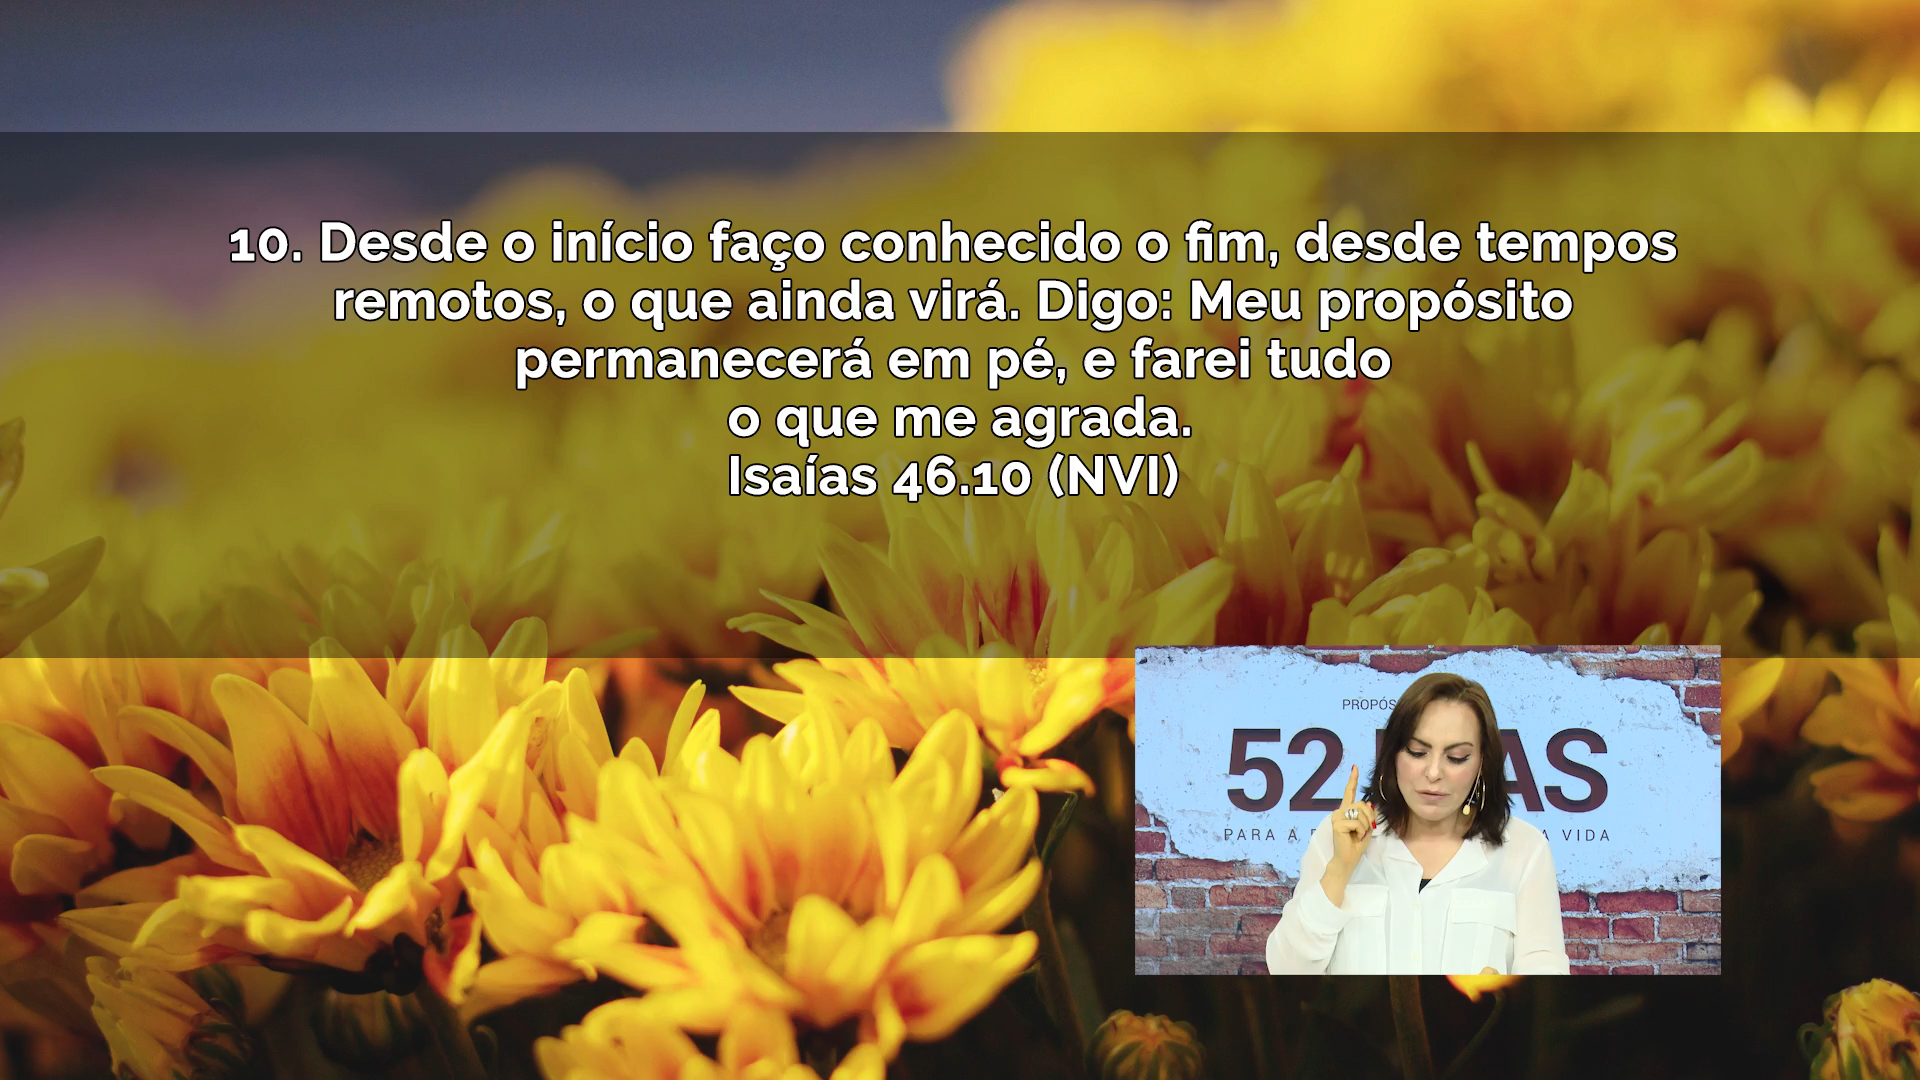 10. Desde o início faço conhecido o fim, desde tempos
remotos, o que ainda virá. Digo: Meu propósito
permanecerá em pé, e farei tudo
o que me agrada.
Isaías 46.10 (NVI)
52
PARA A
VIDA